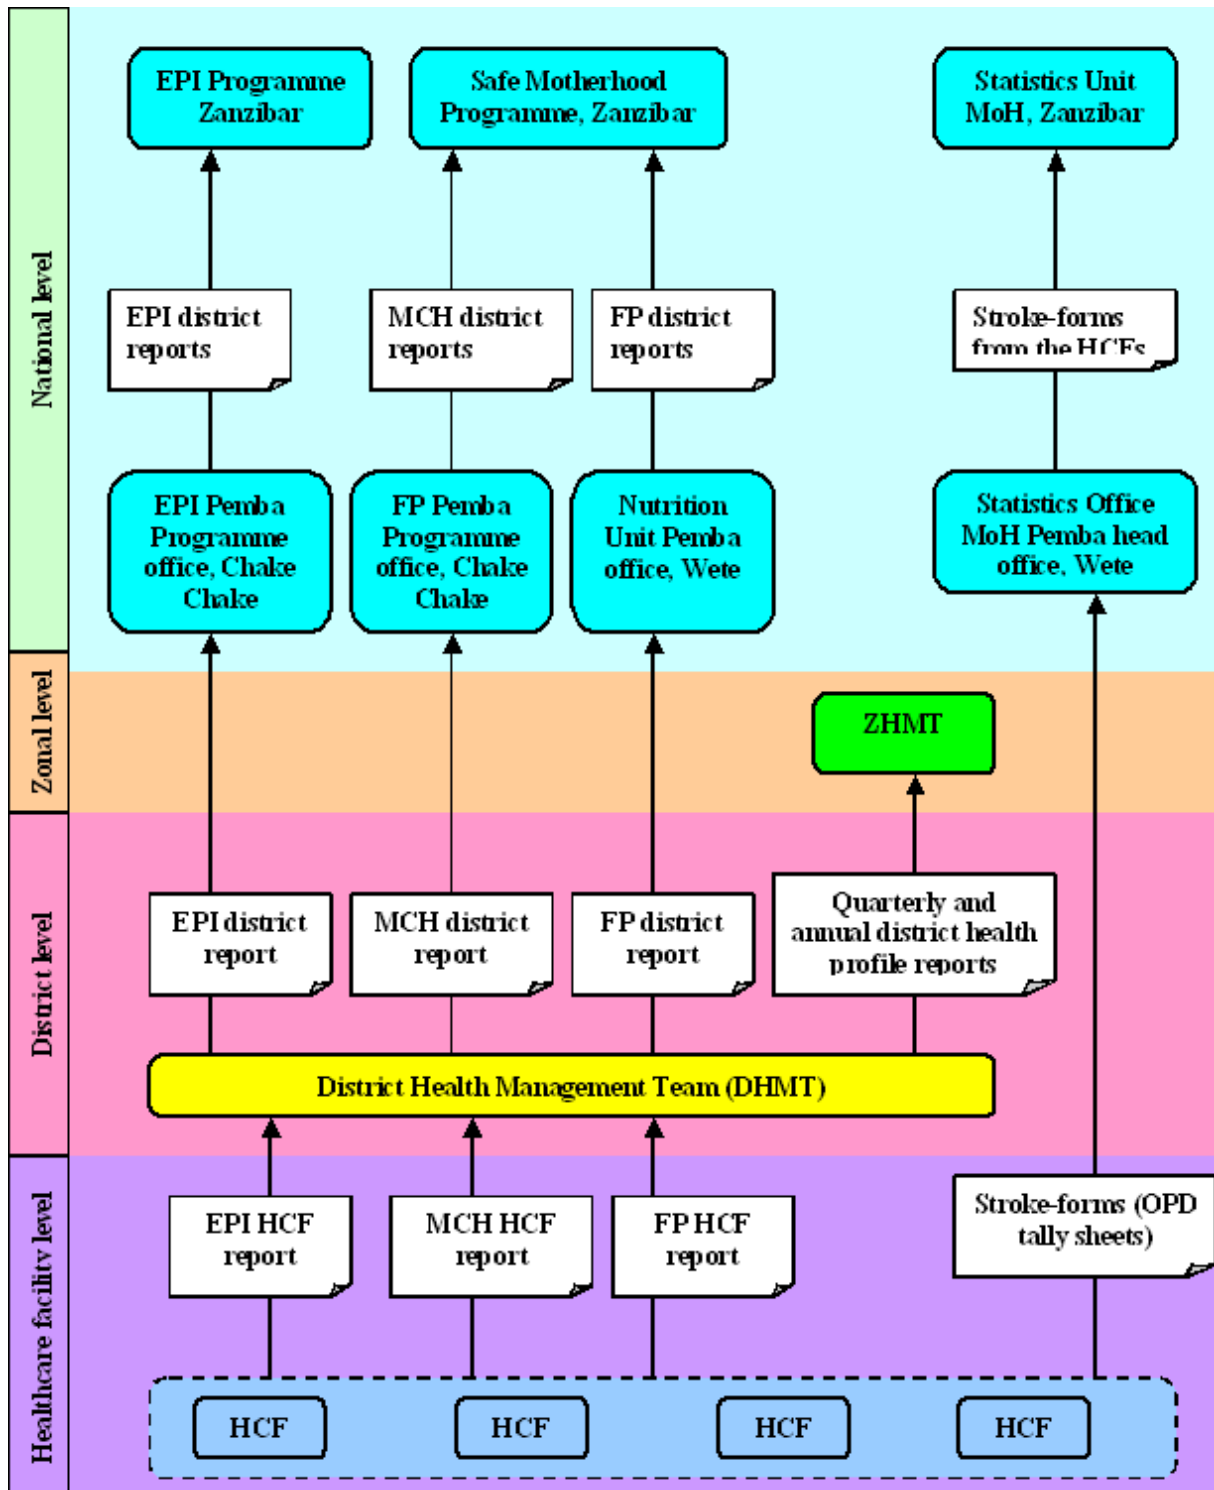 National level
EPI Programme
Zanzibar
Safe Motherhood
Programme, Zanzibar
Statistics Unit
MoH, Zanzibar
EPI district
reports
MCH district
reports
FP district
reports
Stroke-forms
from the HCFs
EPI Pemba
Programme
office, Chake
Chake
FP Pemba
Programme
office, Chake
Chake
Nutrition
Unit Pemba
office, Wete
Statistics Office
MoH Pemba head
office, Wete
Zonal level
ZHMT
District level
EPI district
report
MCH district
report
FP district
report
Quarterly and
annual district health
profile reports
District Health Management Team (DHMT)
Healthcare facility level
EPI HCF
report
MCH HCF
report
FP HCF
report
Stroke-forms (OPD
tally sheets)
HCF
HCF
HCF
HCF